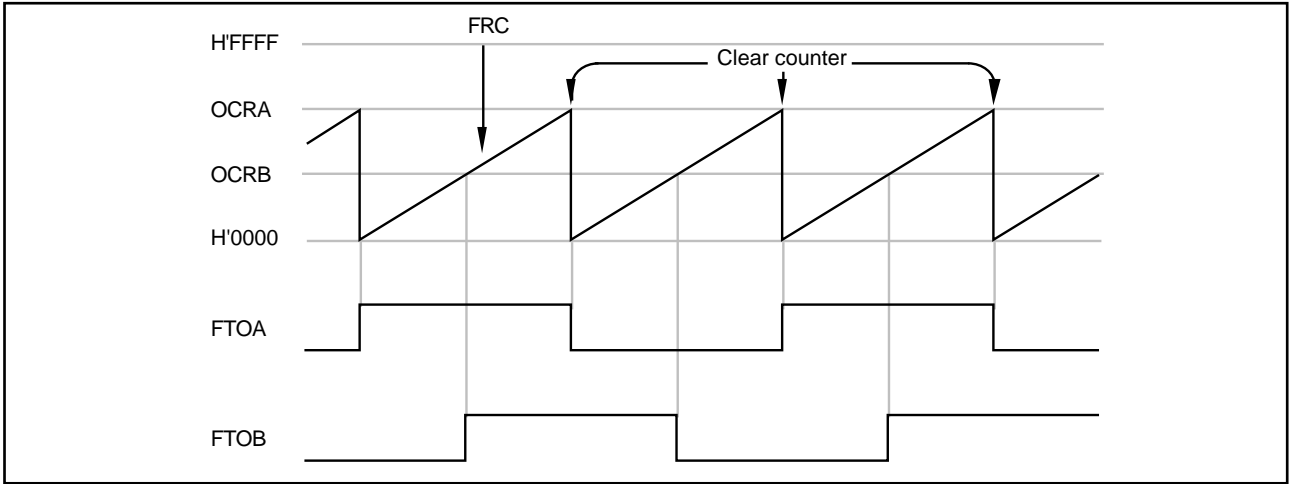 FRC
H'FFFF
Clear counter
OCRA
OCRB
H'0000
FTOA
FTOB